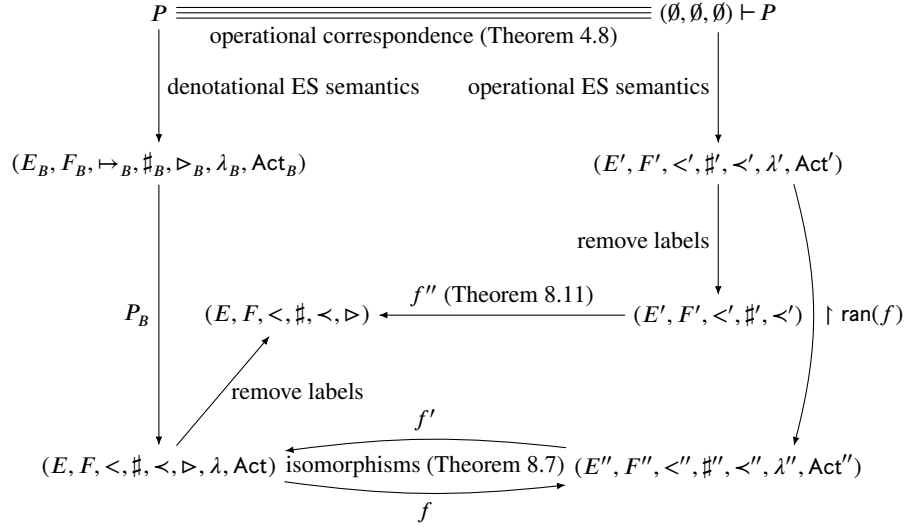 P (∅, ∅, ∅) ⊢ P
operational correspondence (Theorem 4.8)
denotational ES semantics operational ES semantics
(E_B, F_B, ↦_B, ♯_B, ⊳_B, λ_B, Act_B) (E′, F′, <′, ♯′, ≺′, λ′, Act′)
remove labels
f″ (Theorem 8.11)
P_B (E, F, <, ♯, ≺, ⊳) (E′, F′, <′, ♯′, ≺′) ↾ ran(f)
remove labels
f′
(E, F, <, ♯, ≺, ⊳, λ, Act) isomorphisms (Theorem 8.7) (E″, F″, <″, ♯″, ≺″, λ″, Act″)
f